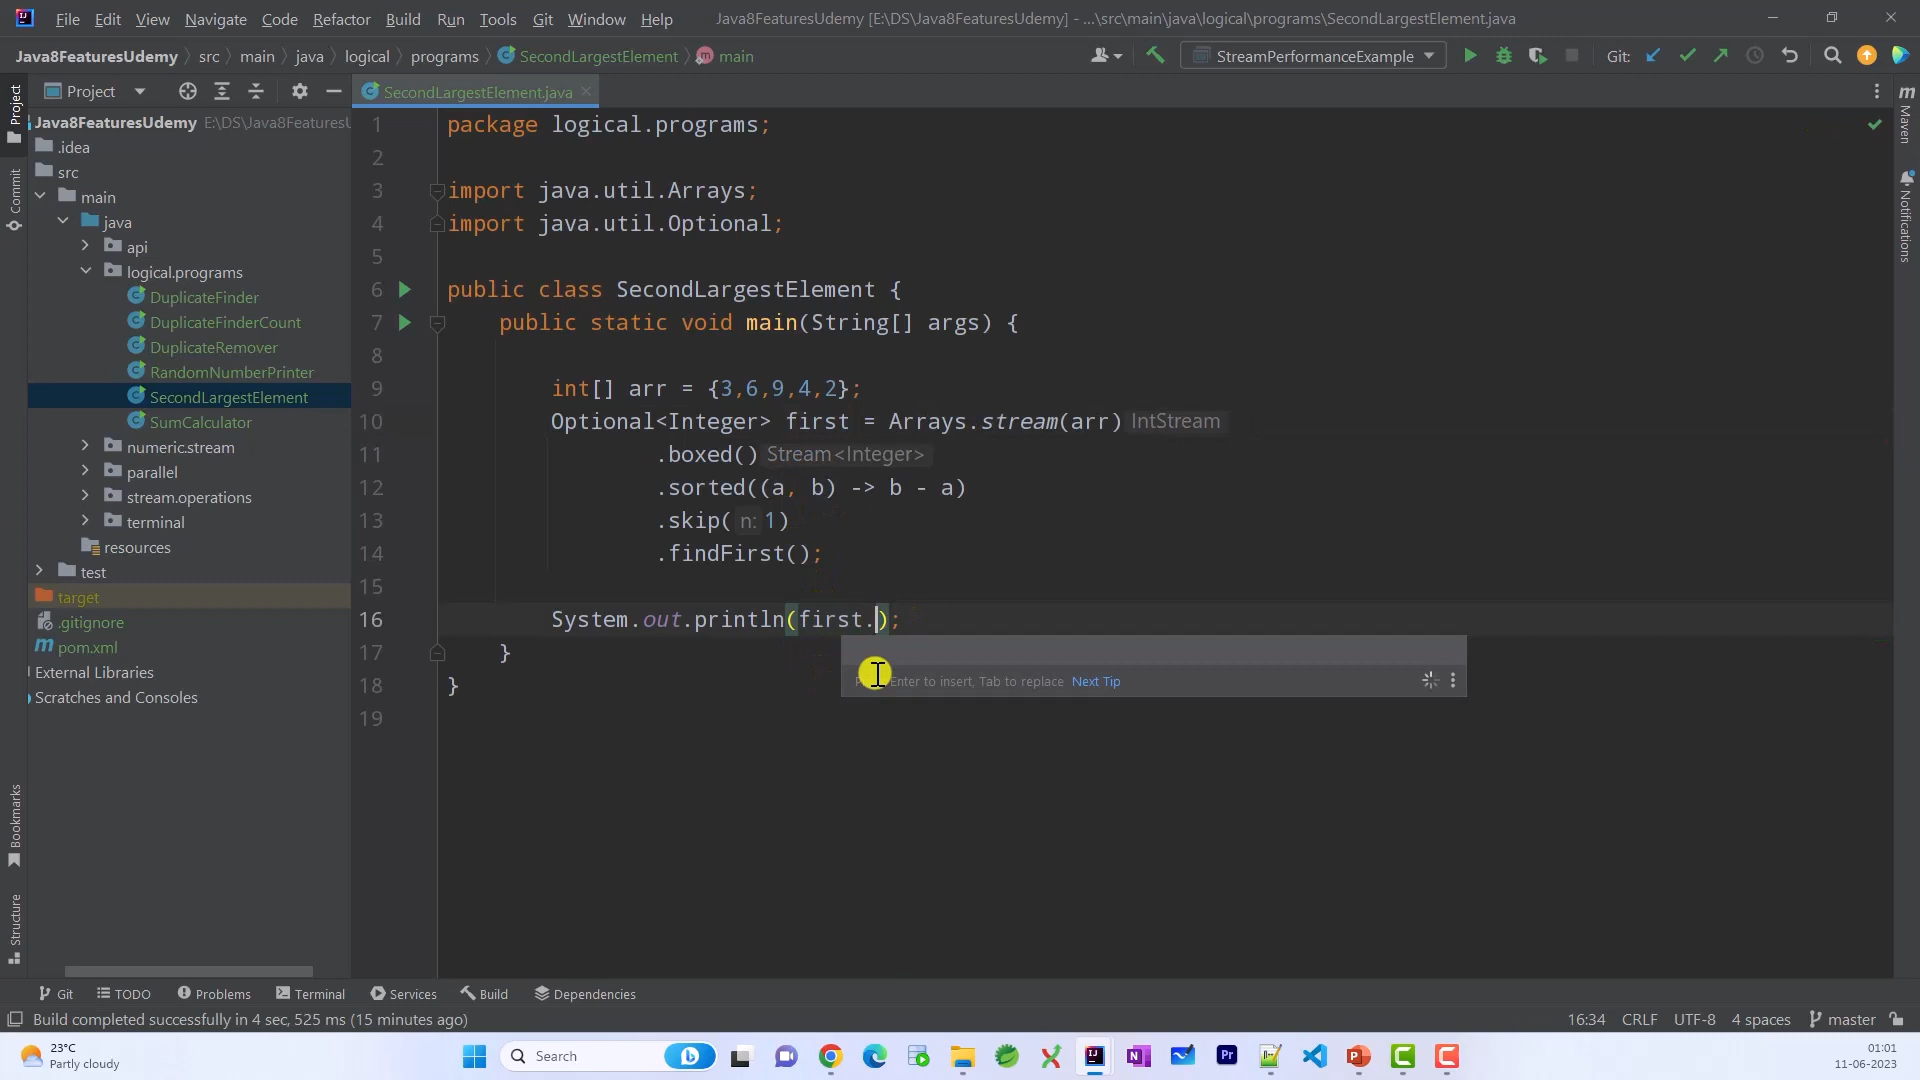 File Edit View Navigate Code Refactor Build Run Tools Git Window Help Java8FeaturesUdemy [E:\DS\Java8FeaturesUdemy] - ...\src\main\java\logical\programs\SecondLargestElement.java
Java8FeaturesUdemy src main java logical programs SecondLargestElement main StreamPerformanceExample Git:
Project
SecondLargestElement.java
Java8FeaturesUdemy E:\DS\Java8FeaturesU
.idea
src
main
java
api
logical.programs
DuplicateFinder
DuplicateFinderCount
DuplicateRemover
RandomNumberPrinter
SecondLargestElement
SumCalculator
numeric.stream
parallel
stream.operations
terminal
resources
test
target
.gitignore
pom.xml
External Libraries
Scratches and Consoles
1 package logical.programs;
2
3 import java.util.Arrays;
4 import java.util.Optional;
5
6 public class SecondLargestElement {
7 public static void main(String[] args) {
8
9 int[] arr = {3,6,9,4,2};
10 Optional<Integer> first = Arrays.stream(arr) IntStream
11 .boxed() Stream<Integer>
12 .sorted((a, b) -> b - a)
13 .skip( n: 1)
14 .findFirst();
15
16 System.out.println(first.);
17 }
18 }
19
Enter to insert, Tab to replace Next Tip
Project
Commit
Bookmarks
Structure
m
Maven
Notifications
Git TODO Problems Terminal Services Build Dependencies
Build completed successfully in 4 sec, 525 ms (15 minutes ago) 16:34 CRLF UTF-8 4 spaces master
23°C
Partly cloudy
Search
01:01
11-06-2023